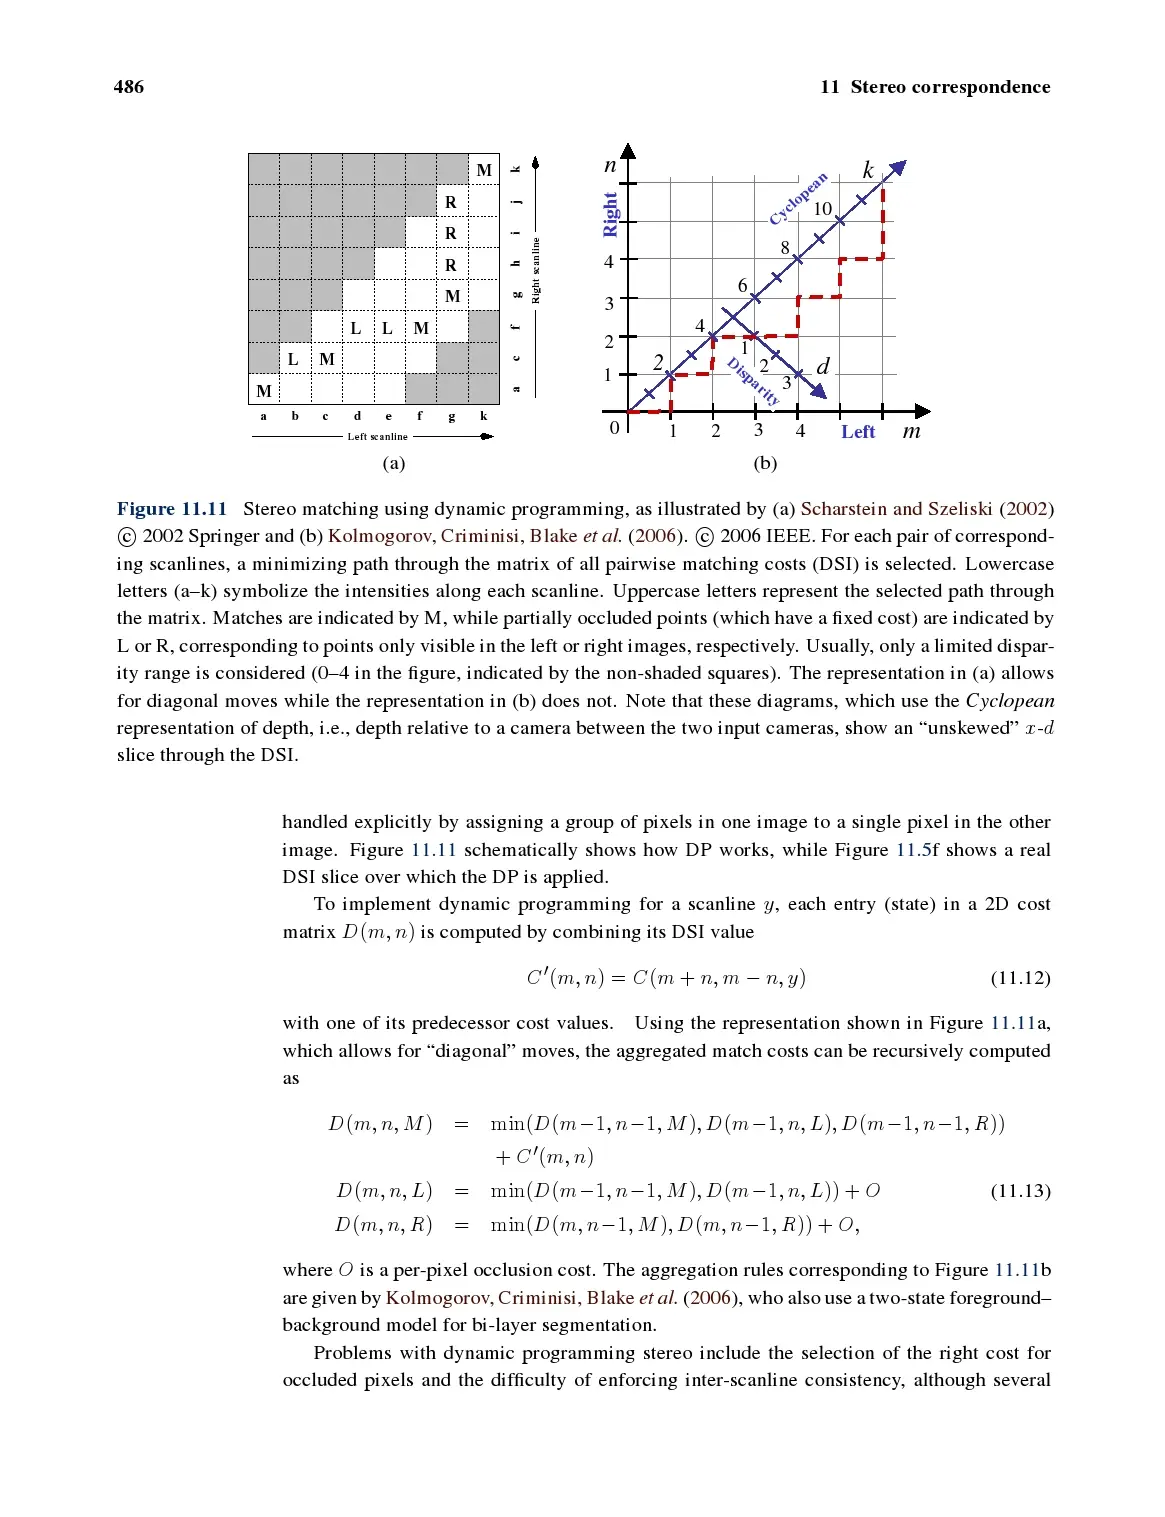 486
11 Stereo correspondence
M
R
R
R
M
L L M
L M
M
a b c d e f g k
Left scanline
a c f g h i j k
Right scanline
(a)
n
Right
4
3
2
1
0
1 2 3 4 Left m
Cyclopean
k
2
4
6
8
10
Disparity
1
2
3
d
(b)
Figure 11.11 Stereo matching using dynamic programming, as illustrated by (a) Scharstein and Szeliski (2002)
© 2002 Springer and (b) Kolmogorov, Criminisi, Blake et al. (2006). © 2006 IEEE. For each pair of correspond-
ing scanlines, a minimizing path through the matrix of all pairwise matching costs (DSI) is selected. Lowercase
letters (a–k) symbolize the intensities along each scanline. Uppercase letters represent the selected path through
the matrix. Matches are indicated by M, while partially occluded points (which have a fixed cost) are indicated by
L or R, corresponding to points only visible in the left or right images, respectively. Usually, only a limited dispar-
ity range is considered (0–4 in the figure, indicated by the non-shaded squares). The representation in (a) allows
for diagonal moves while the representation in (b) does not. Note that these diagrams, which use the Cyclopean
representation of depth, i.e., depth relative to a camera between the two input cameras, show an “unskewed” x-d
slice through the DSI.
handled explicitly by assigning a group of pixels in one image to a single pixel in the other
image. Figure 11.11 schematically shows how DP works, while Figure 11.5f shows a real
DSI slice over which the DP is applied.
To implement dynamic programming for a scanline y, each entry (state) in a 2D cost
matrix D(m, n) is computed by combining its DSI value
C′(m, n) = C(m + n, m − n, y) (11.12)
with one of its predecessor cost values. Using the representation shown in Figure 11.11a,
which allows for “diagonal” moves, the aggregated match costs can be recursively computed
as
D(m, n, M) = min(D(m−1, n−1, M), D(m−1, n, L), D(m−1, n−1, R))
+ C′(m, n)
D(m, n, L) = min(D(m−1, n−1, M), D(m−1, n, L)) + O (11.13)
D(m, n, R) = min(D(m, n−1, M), D(m, n−1, R)) + O,
where O is a per-pixel occlusion cost. The aggregation rules corresponding to Figure 11.11b
are given by Kolmogorov, Criminisi, Blake et al. (2006), who also use a two-state foreground–
background model for bi-layer segmentation.
Problems with dynamic programming stereo include the selection of the right cost for
occluded pixels and the difficulty of enforcing inter-scanline consistency, although several